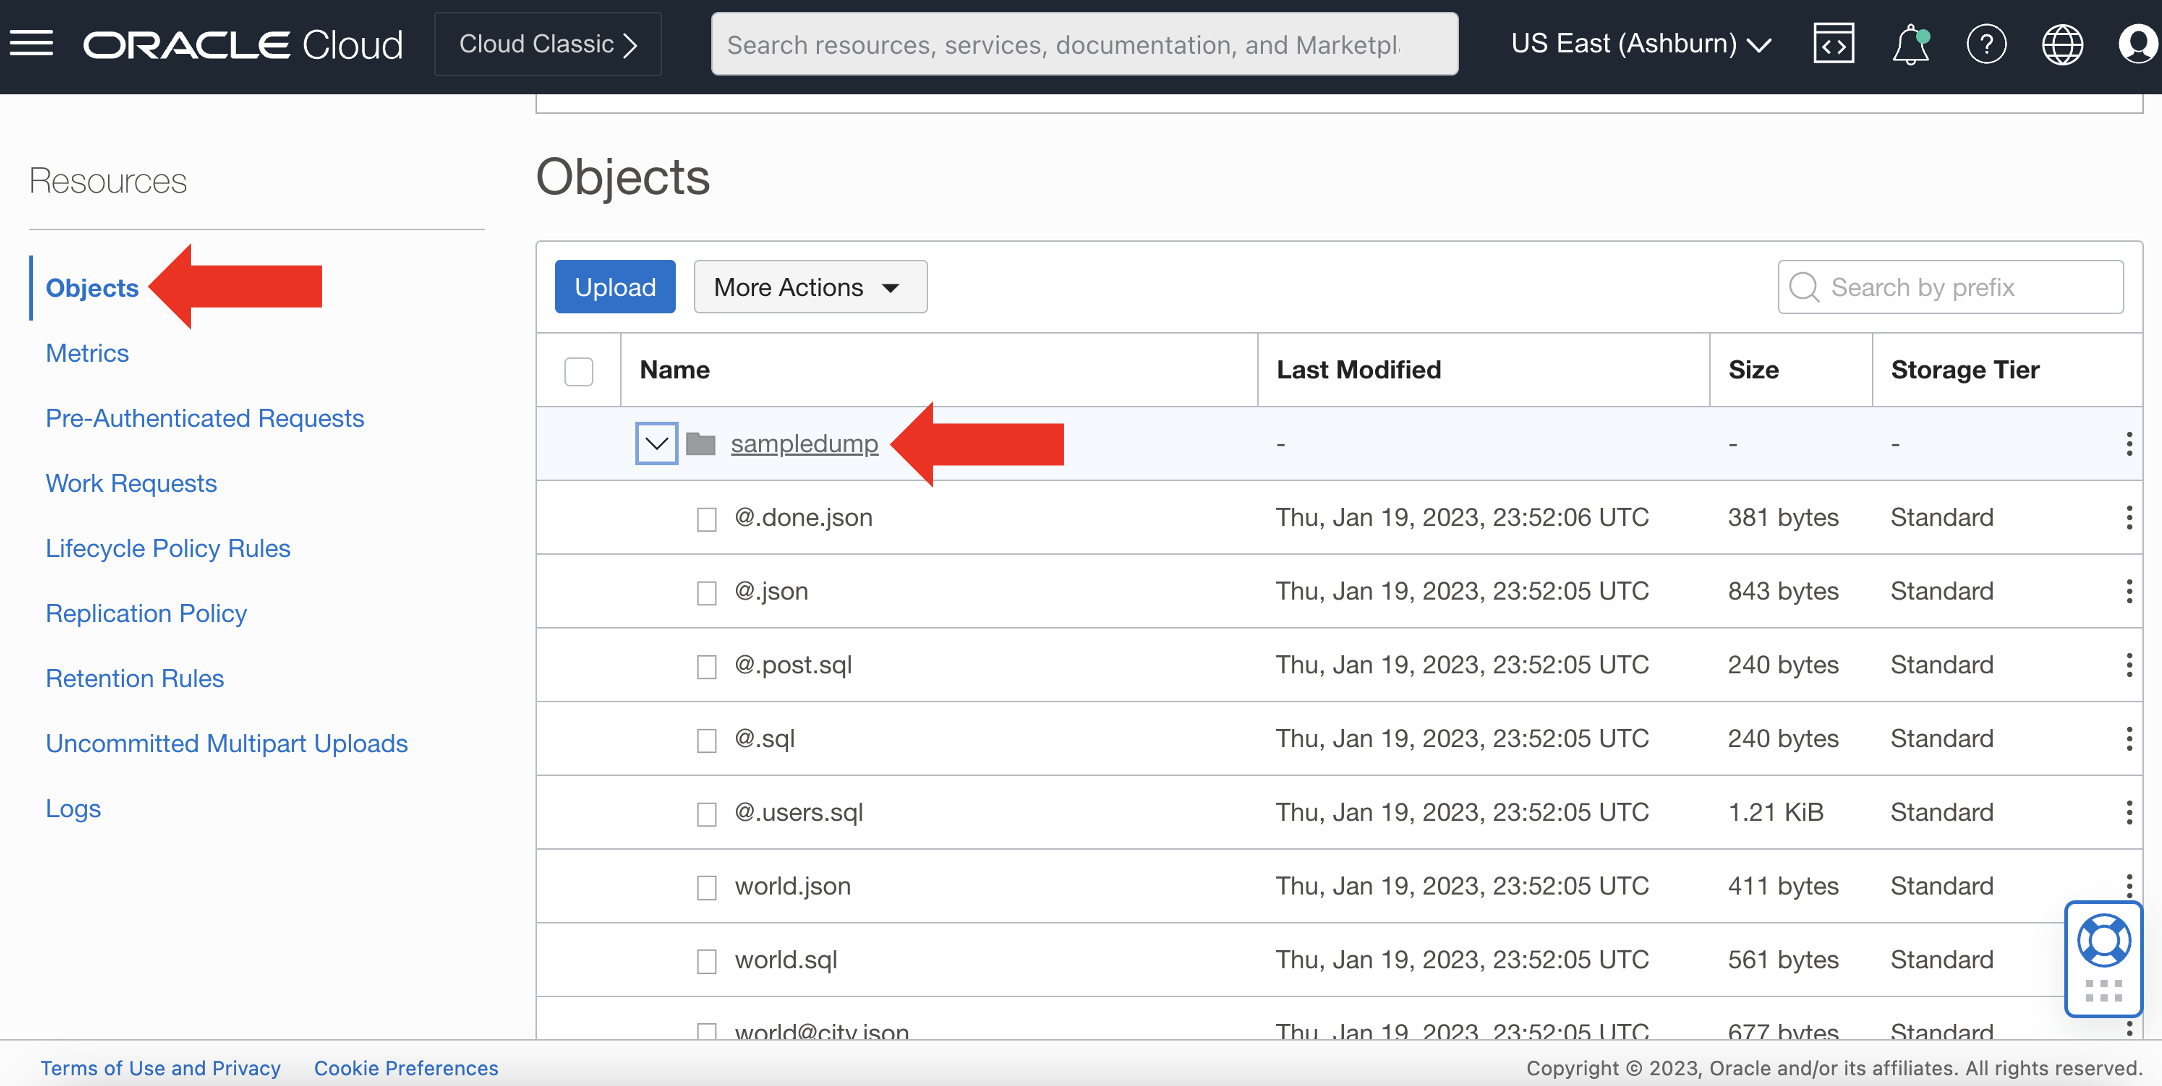 ORACLE Cloud
Cloud Classic
Search resources, services, documentation, and Marketpl
US East (Ashburn)
Resources
Objects
Metrics
Pre-Authenticated Requests
Work Requests
Lifecycle Policy Rules
Replication Policy
Retention Rules
Uncommitted Multipart Uploads
Logs
Objects
Upload
More Actions
Search by prefix
Name Last Modified Size Storage Tier
sampledump - - -
@.done.json Thu, Jan 19, 2023, 23:52:06 UTC 381 bytes Standard
@.json Thu, Jan 19, 2023, 23:52:05 UTC 843 bytes Standard
@.post.sql Thu, Jan 19, 2023, 23:52:05 UTC 240 bytes Standard
@.sql Thu, Jan 19, 2023, 23:52:05 UTC 240 bytes Standard
@.users.sql Thu, Jan 19, 2023, 23:52:05 UTC 1.21 KiB Standard
world.json Thu, Jan 19, 2023, 23:52:05 UTC 411 bytes Standard
world.sql Thu, Jan 19, 2023, 23:52:05 UTC 561 bytes Standard
world@city.json Thu, Jan 19, 2023, 23:52:05 UTC 677 bytes Standard
Terms of Use and Privacy Cookie Preferences
Copyright © 2023, Oracle and/or its affiliates. All rights reserved.